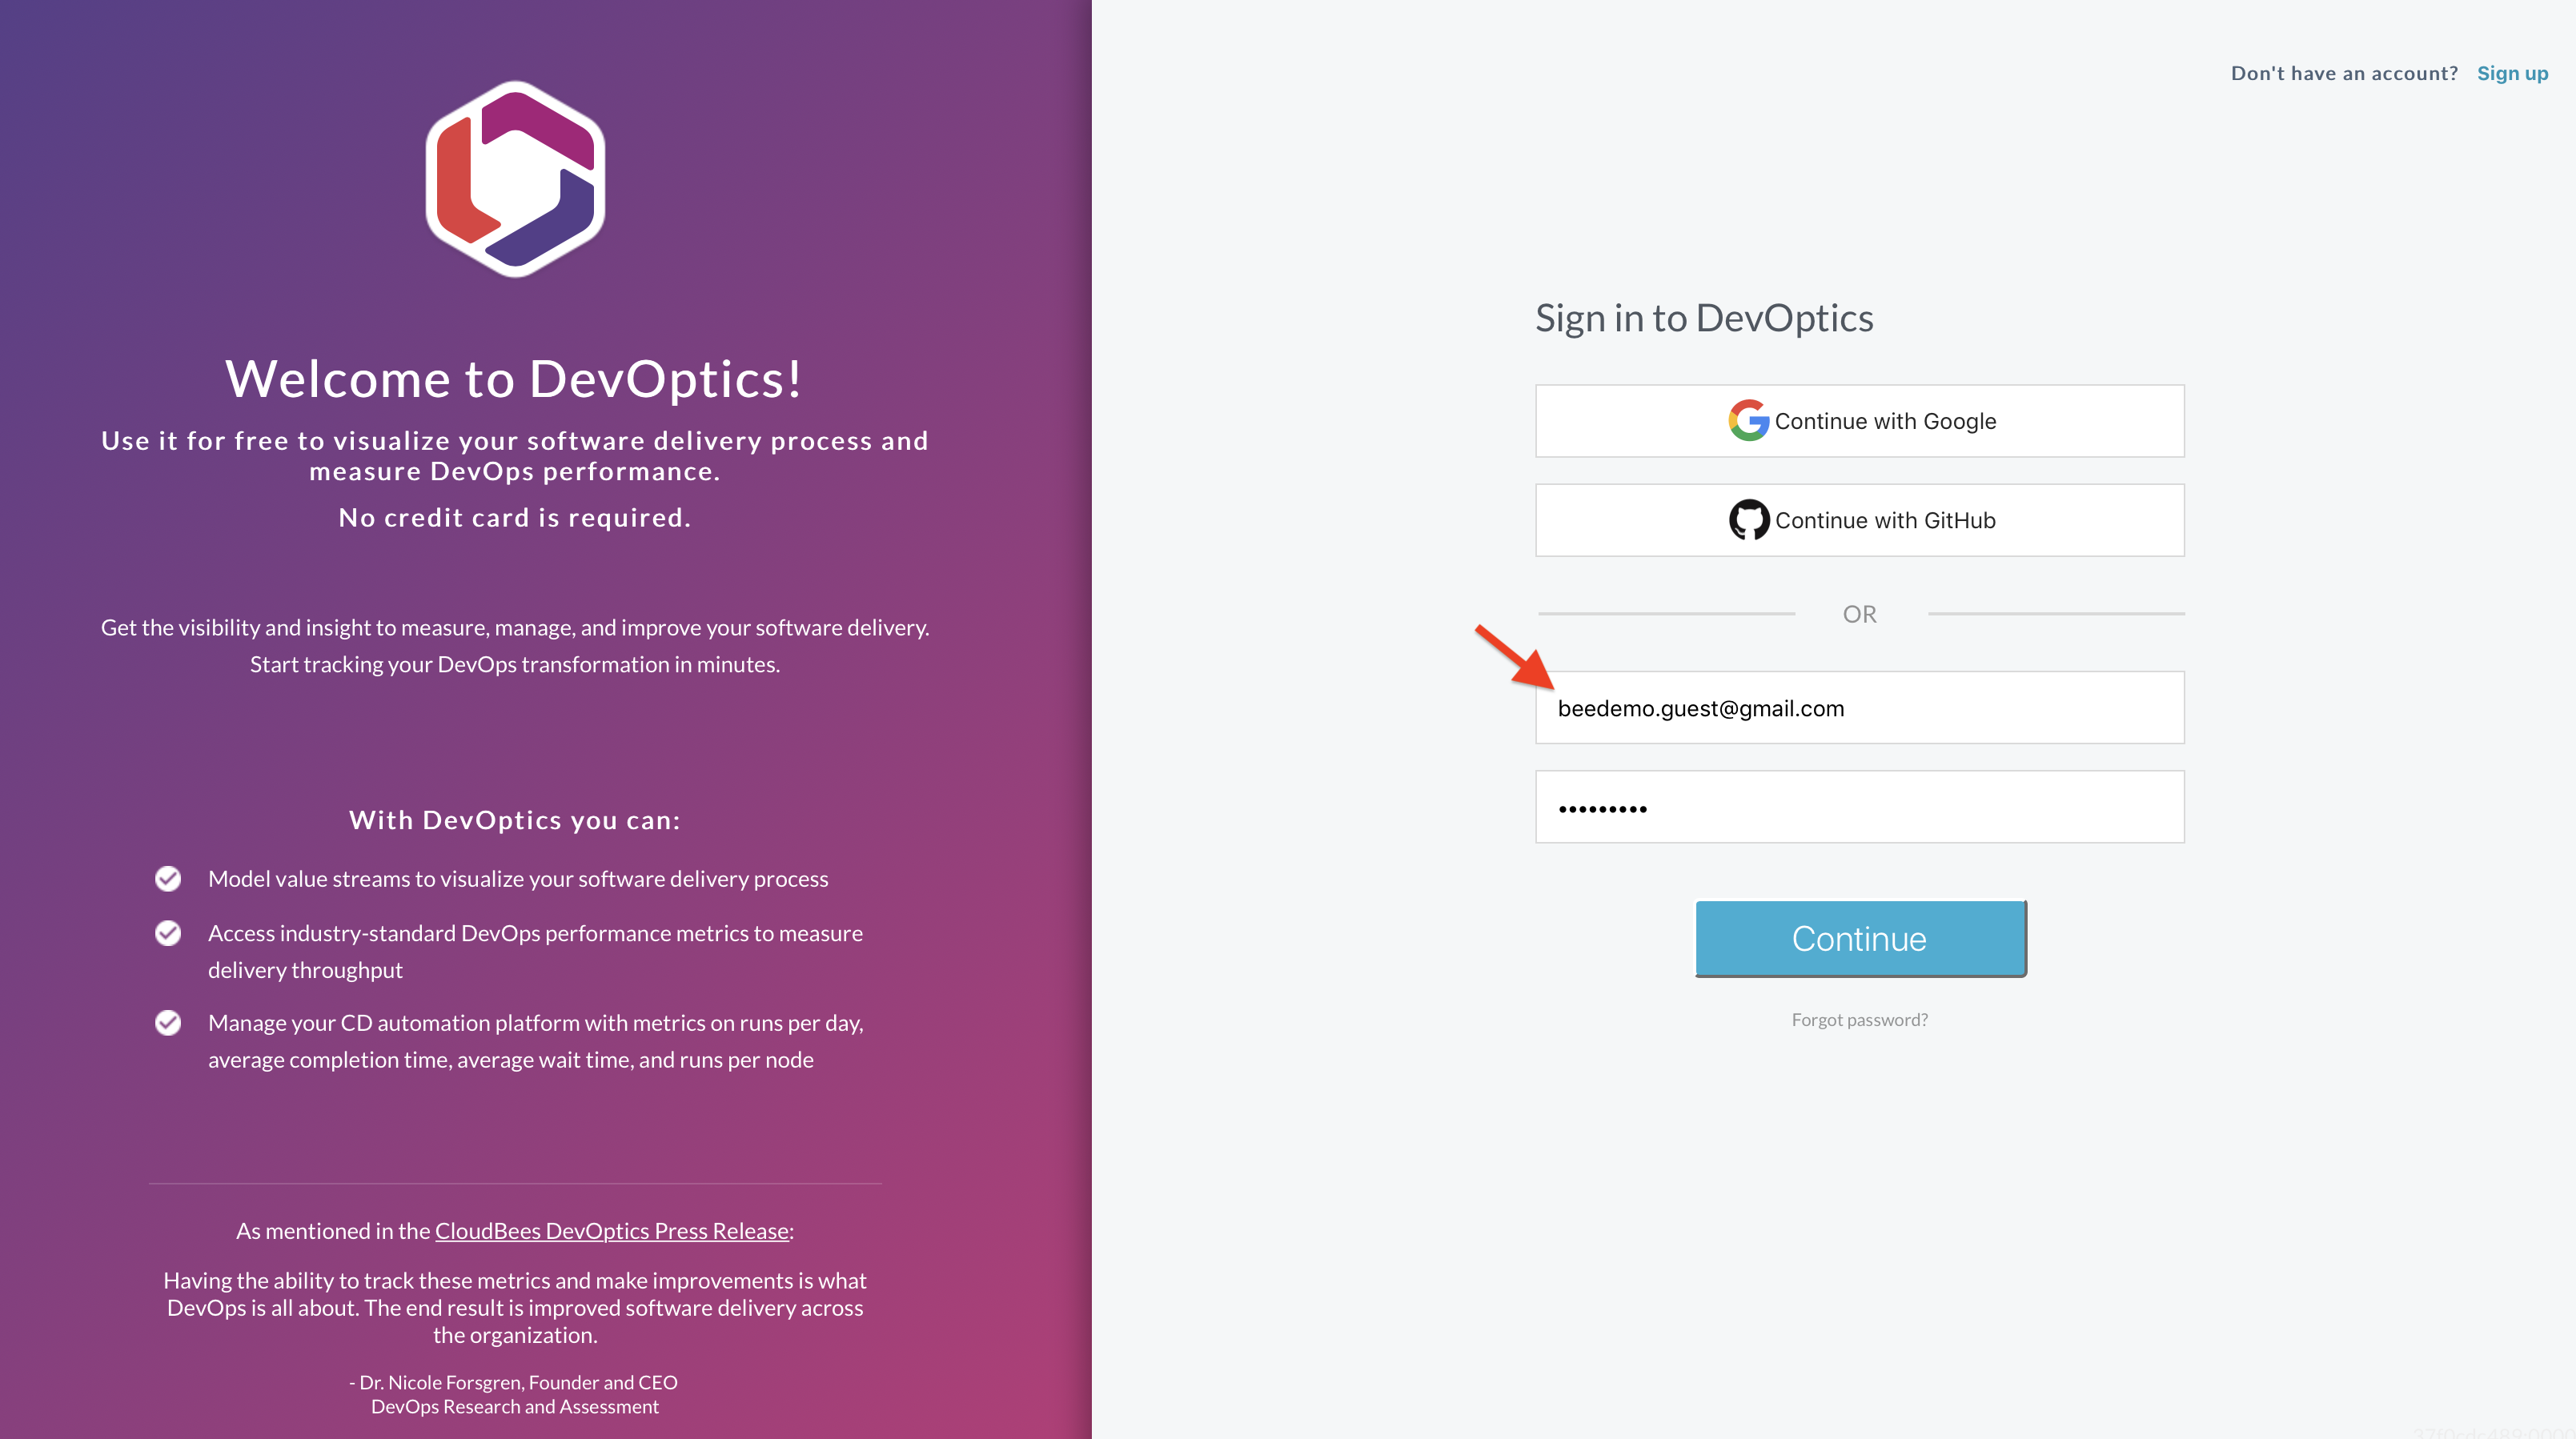 Welcome to DevOptics!
Use it for free to visualize your software delivery process and
measure DevOps performance.
No credit card is required.
Get the visibility and insight to measure, manage, and improve your software delivery.
Start tracking your DevOps transformation in minutes.
With DevOptics you can:
Model value streams to visualize your software delivery process
Access industry-standard DevOps performance metrics to measure
delivery throughput
Manage your CD automation platform with metrics on runs per day,
average completion time, average wait time, and runs per node
As mentioned in the CloudBees DevOptics Press Release:
Having the ability to track these metrics and make improvements is what
DevOps is all about. The end result is improved software delivery across
the organization.
- Dr. Nicole Forsgren, Founder and CEO
DevOps Research and Assessment
Don't have an account? Sign up
Sign in to DevOptics
Continue with Google
Continue with GitHub
OR
beedemo.guest@gmail.com
•••••••••
Continue
Forgot password?